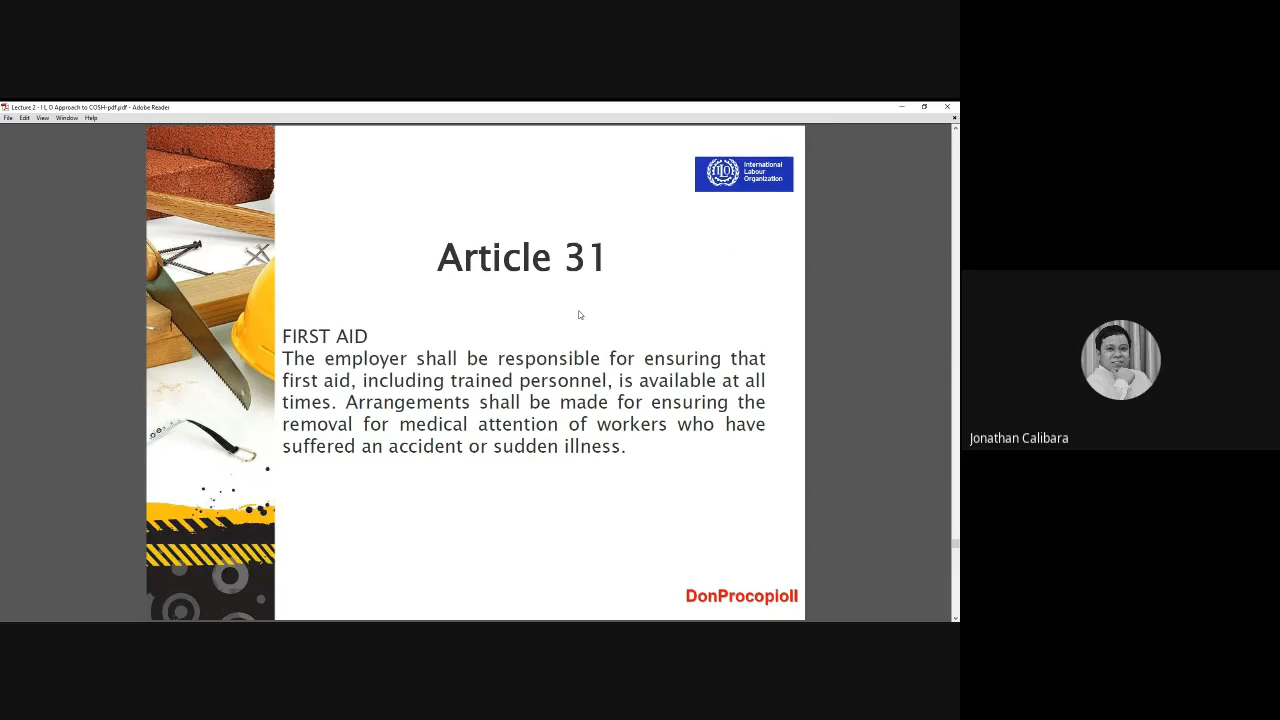 Lecture 2 - I L O Approach to COSH-pdf.pdf - Adobe Reader
File Edit View Window Help
International
Labour
Organization
Article 31
FIRST AID
The employer shall be responsible for ensuring that
first aid, including trained personnel, is available at all
times. Arrangements shall be made for ensuring the
removal for medical attention of workers who have
suffered an accident or sudden illness.
DonProcopioII
Jonathan Calibara